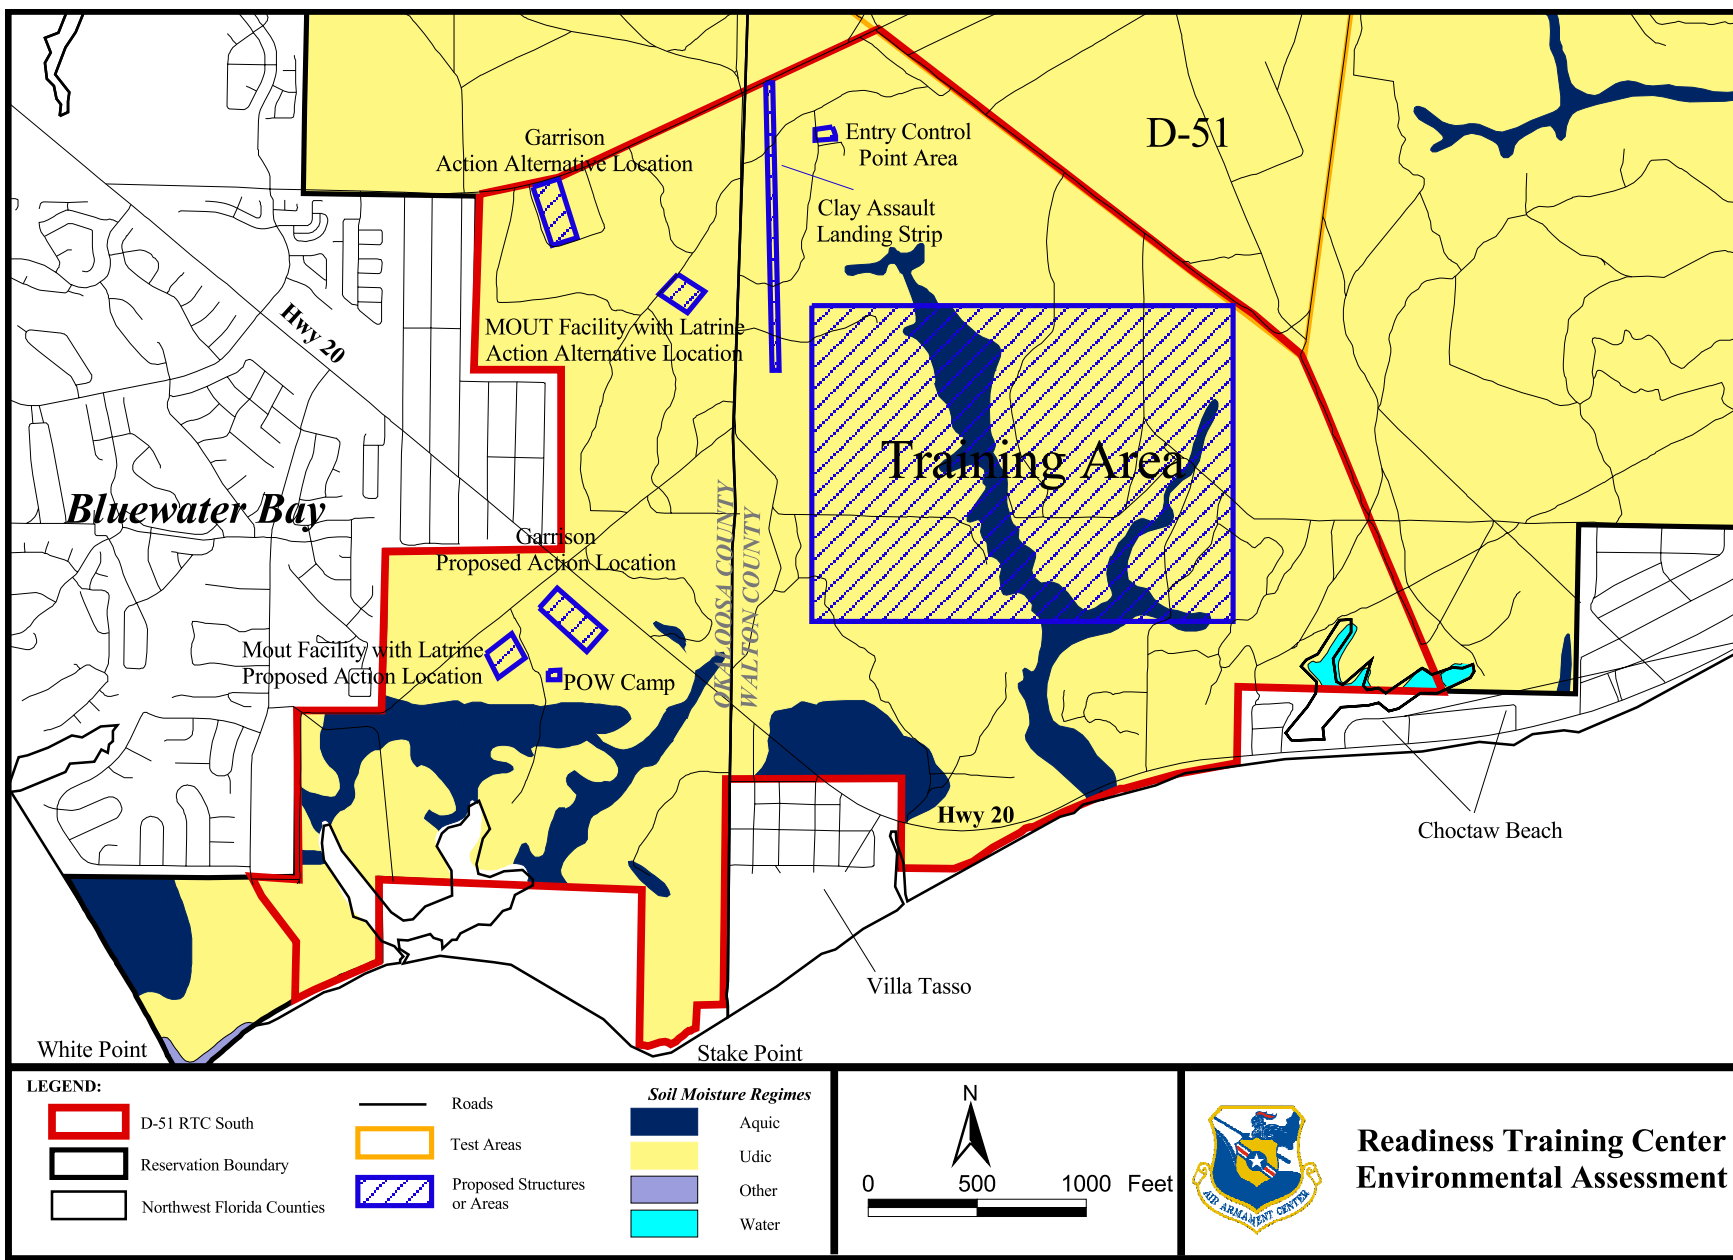 Garrison
Action Alternative Location
Entry Control
Point Area
D-51
Clay Assault
Landing Strip
Hwy 20
MOUT Facility with Latrine
Action Alternative Location
Training Area
Bluewater Bay
OKALOOSA COUNTY
WALTON COUNTY
Garrison
Proposed Action Location
Mout Facility with Latrine
Proposed Action Location
POW Camp
Hwy 20
Choctaw Beach
Villa Tasso
White Point
Stake Point
LEGEND:
D-51 RTC South
Reservation Boundary
Northwest Florida Counties
Roads
Test Areas
Proposed Structures
or Areas
Soil Moisture Regimes
Aquic
Udic
Other
Water
N
0 500 1000 Feet
AIR ARMAMENT CENTER
Readiness Training Center
Environmental Assessment